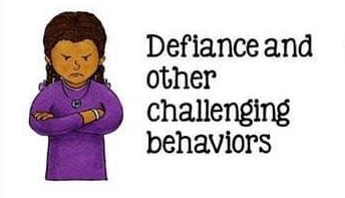 Defiance and
other
challenging
behaviors